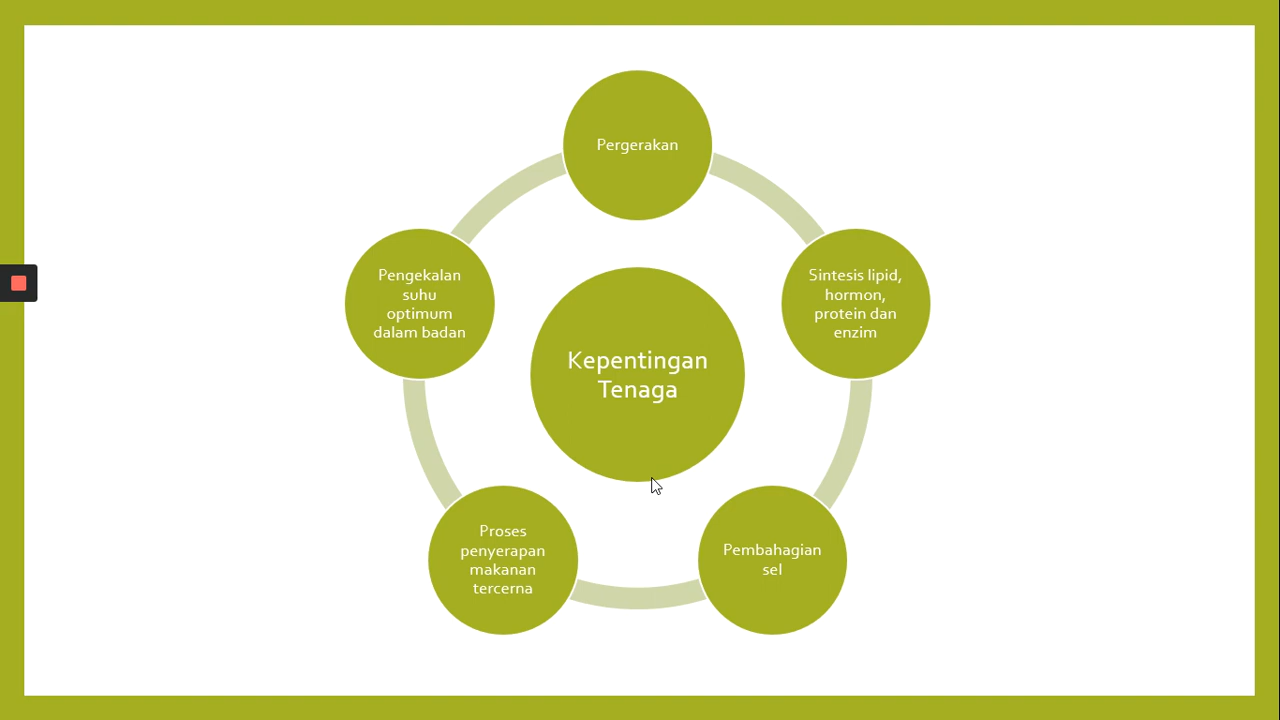 Pergerakan
Pengekalan
suhu
optimum
dalam badan
Sintesis lipid,
hormon,
protein dan
enzim
Kepentingan
Tenaga
Proses
penyerapan
makanan
tercerna
Pembahagian
sel